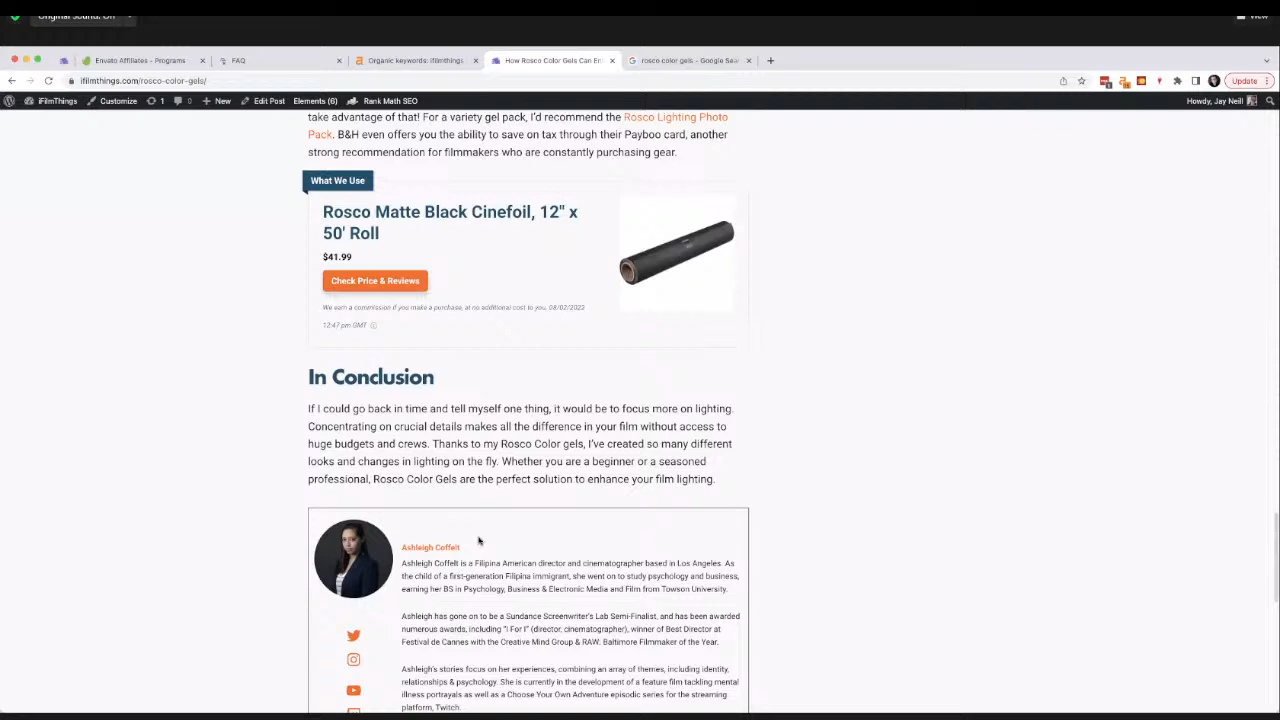 Original Sound: On
View
Envato Affiliates - Programs
FAQ
Organic keywords: ifilmthings
How Rosco Color Gels Can En
rosco color gels - Google Sea
ifilmthings.com/rosco-color-gels/
Update
iFilmThings
Customize
1
0
New
Edit Post
Elements (6)
Rank Math SEO
Howdy, Jay Neill
take advantage of that! For a variety gel pack, I'd recommend the Rosco Lighting Photo
Pack. B&H even offers you the ability to save on tax through their Payboo card, another
strong recommendation for filmmakers who are constantly purchasing gear.
What We Use
Rosco Matte Black Cinefoil, 12" x
50' Roll
$41.99
Check Price & Reviews
We earn a commission if you make a purchase, at no additional cost to you. 08/02/2022
12:47 pm GMT
In Conclusion
If I could go back in time and tell myself one thing, it would be to focus more on lighting.
Concentrating on crucial details makes all the difference in your film without access to
huge budgets and crews. Thanks to my Rosco Color gels, I've created so many different
looks and changes in lighting on the fly. Whether you are a beginner or a seasoned
professional, Rosco Color Gels are the perfect solution to enhance your film lighting.
Ashleigh Coffelt
Ashleigh Coffelt is a Filipina American director and cinematographer based in Los Angeles. As
the child of a first-generation Filipina immigrant, she went on to study psychology and business,
earning her BS in Psychology, Business & Electronic Media and Film from Towson University.
Ashleigh has gone on to be a Sundance Screenwriter's Lab Semi-Finalist, and has been awarded
numerous awards, including "I For I" (director, cinematographer), winner of Best Director at
Festival de Cannes with the Creative Mind Group & RAW: Baltimore Filmmaker of the Year.
Ashleigh's stories focus on her experiences, combining an array of themes, including identity,
relationships & psychology. She is currently in the development of a feature film tackling mental
illness portrayals as well as a Choose Your Own Adventure episodic series for the streaming
platform, Twitch.